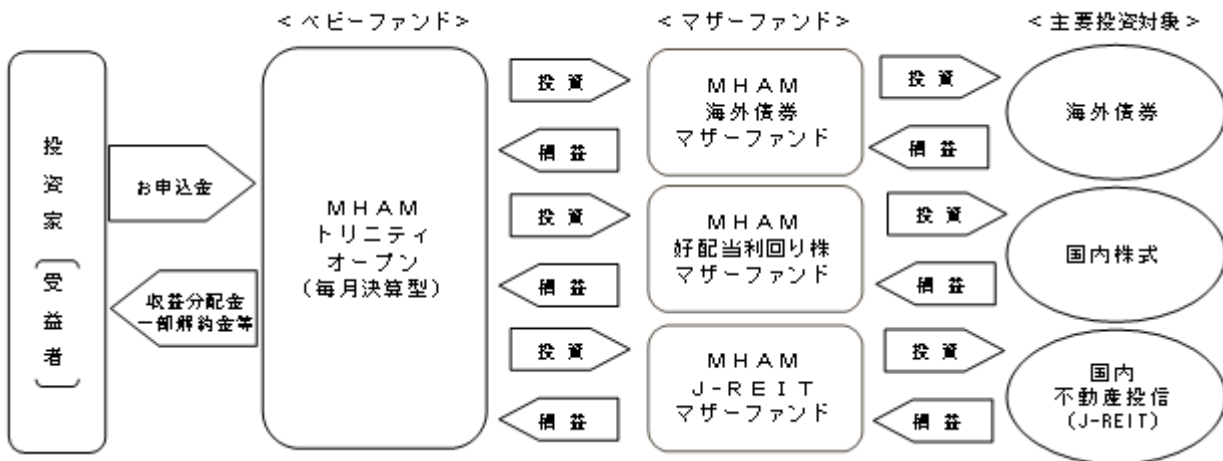 ＜ベビーファンド＞
＜マザーファンド＞
＜主要投資対象＞
投資家
受益者
お申込金
収益分配金
一部解約金等
ＭＨＡＭ
トリニティ
オープン
（毎月決算型）
投資
損益
投資
損益
投資
損益
ＭＨＡＭ
海外債券
マザーファンド
ＭＨＡＭ
好配当利回り株
マザーファンド
ＭＨＡＭ
Ｊ-ＲＥＩＴ
マザーファンド
投資
損益
投資
損益
投資
損益
海外債券
国内株式
国内
不動産投信
(J-REIT)